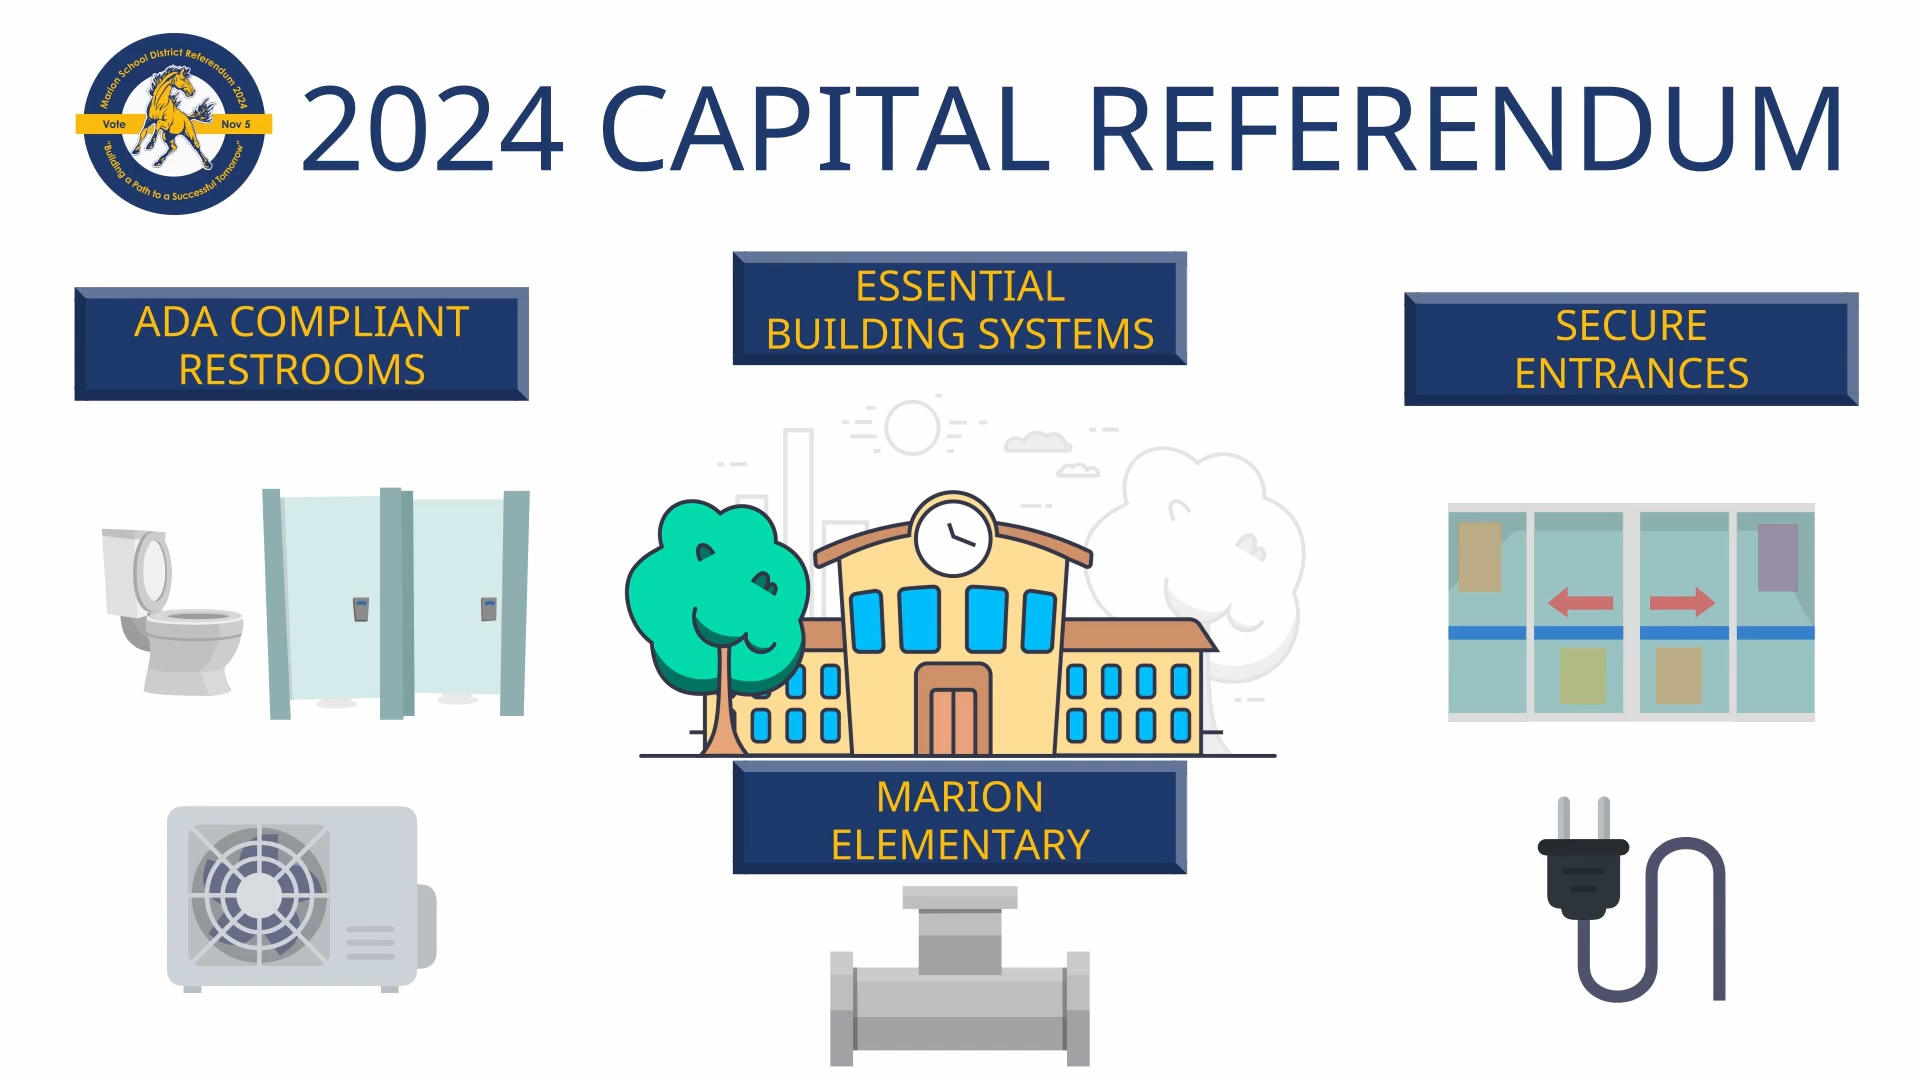 Marion School District Referendum 2024
Vote Nov 5
"Building a Path to a Successful Tomorrow"
2024 CAPITAL REFERENDUM
ADA COMPLIANT
RESTROOMS
ESSENTIAL
BUILDING SYSTEMS
SECURE
ENTRANCES
MARION
ELEMENTARY